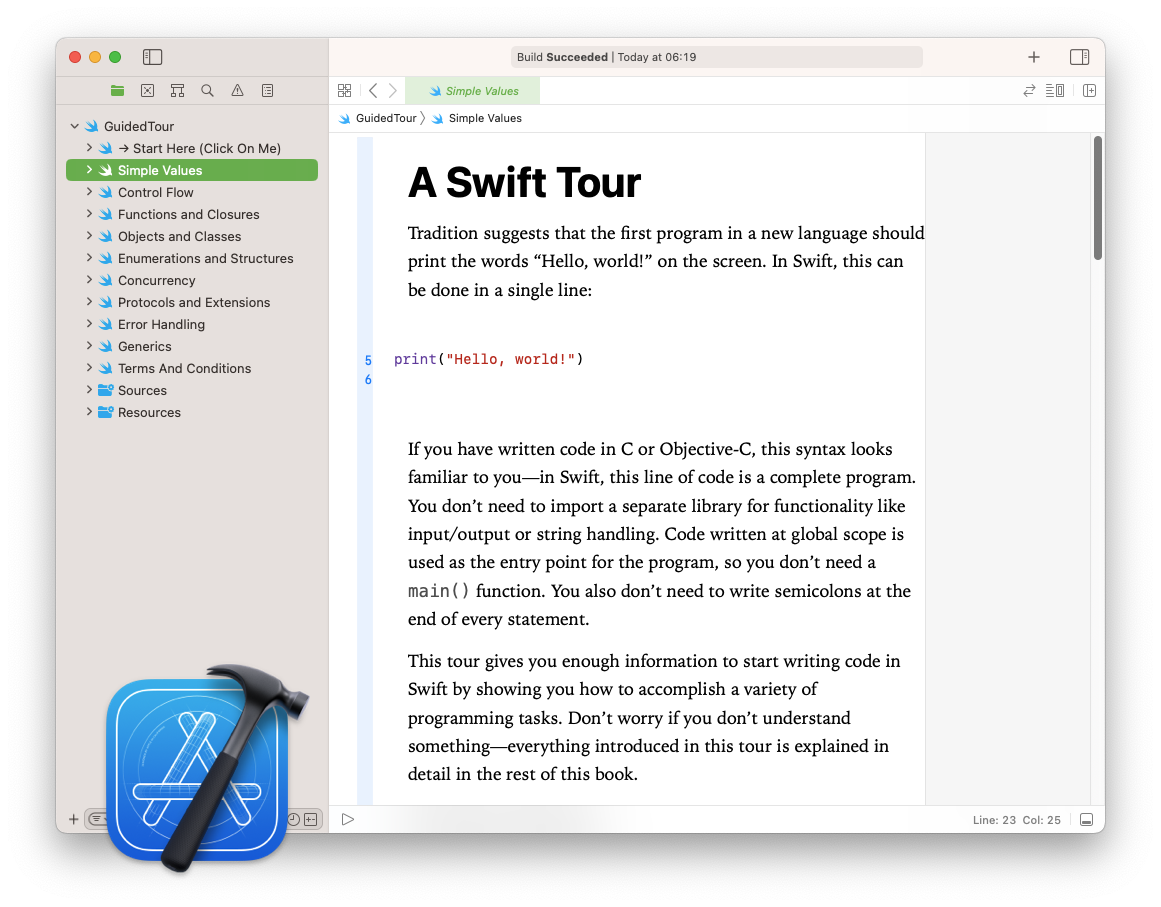 Build Succeeded | Today at 06:19
Simple Values
GuidedTour
Simple Values
GuidedTour
→ Start Here (Click On Me)
Simple Values
Control Flow
Functions and Closures
Objects and Classes
Enumerations and Structures
Concurrency
Protocols and Extensions
Error Handling
Generics
Terms And Conditions
Sources
Resources
A Swift Tour
Tradition suggests that the first program in a new language should
print the words “Hello, world!” on the screen. In Swift, this can
be done in a single line:
5 print("Hello, world!")
6
If you have written code in C or Objective-C, this syntax looks
familiar to you—in Swift, this line of code is a complete program.
You don’t need to import a separate library for functionality like
input/output or string handling. Code written at global scope is
used as the entry point for the program, so you don’t need a
main() function. You also don’t need to write semicolons at the
end of every statement.
This tour gives you enough information to start writing code in
Swift by showing you how to accomplish a variety of
programming tasks. Don’t worry if you don’t understand
something—everything introduced in this tour is explained in
detail in the rest of this book.
Line: 23 Col: 25